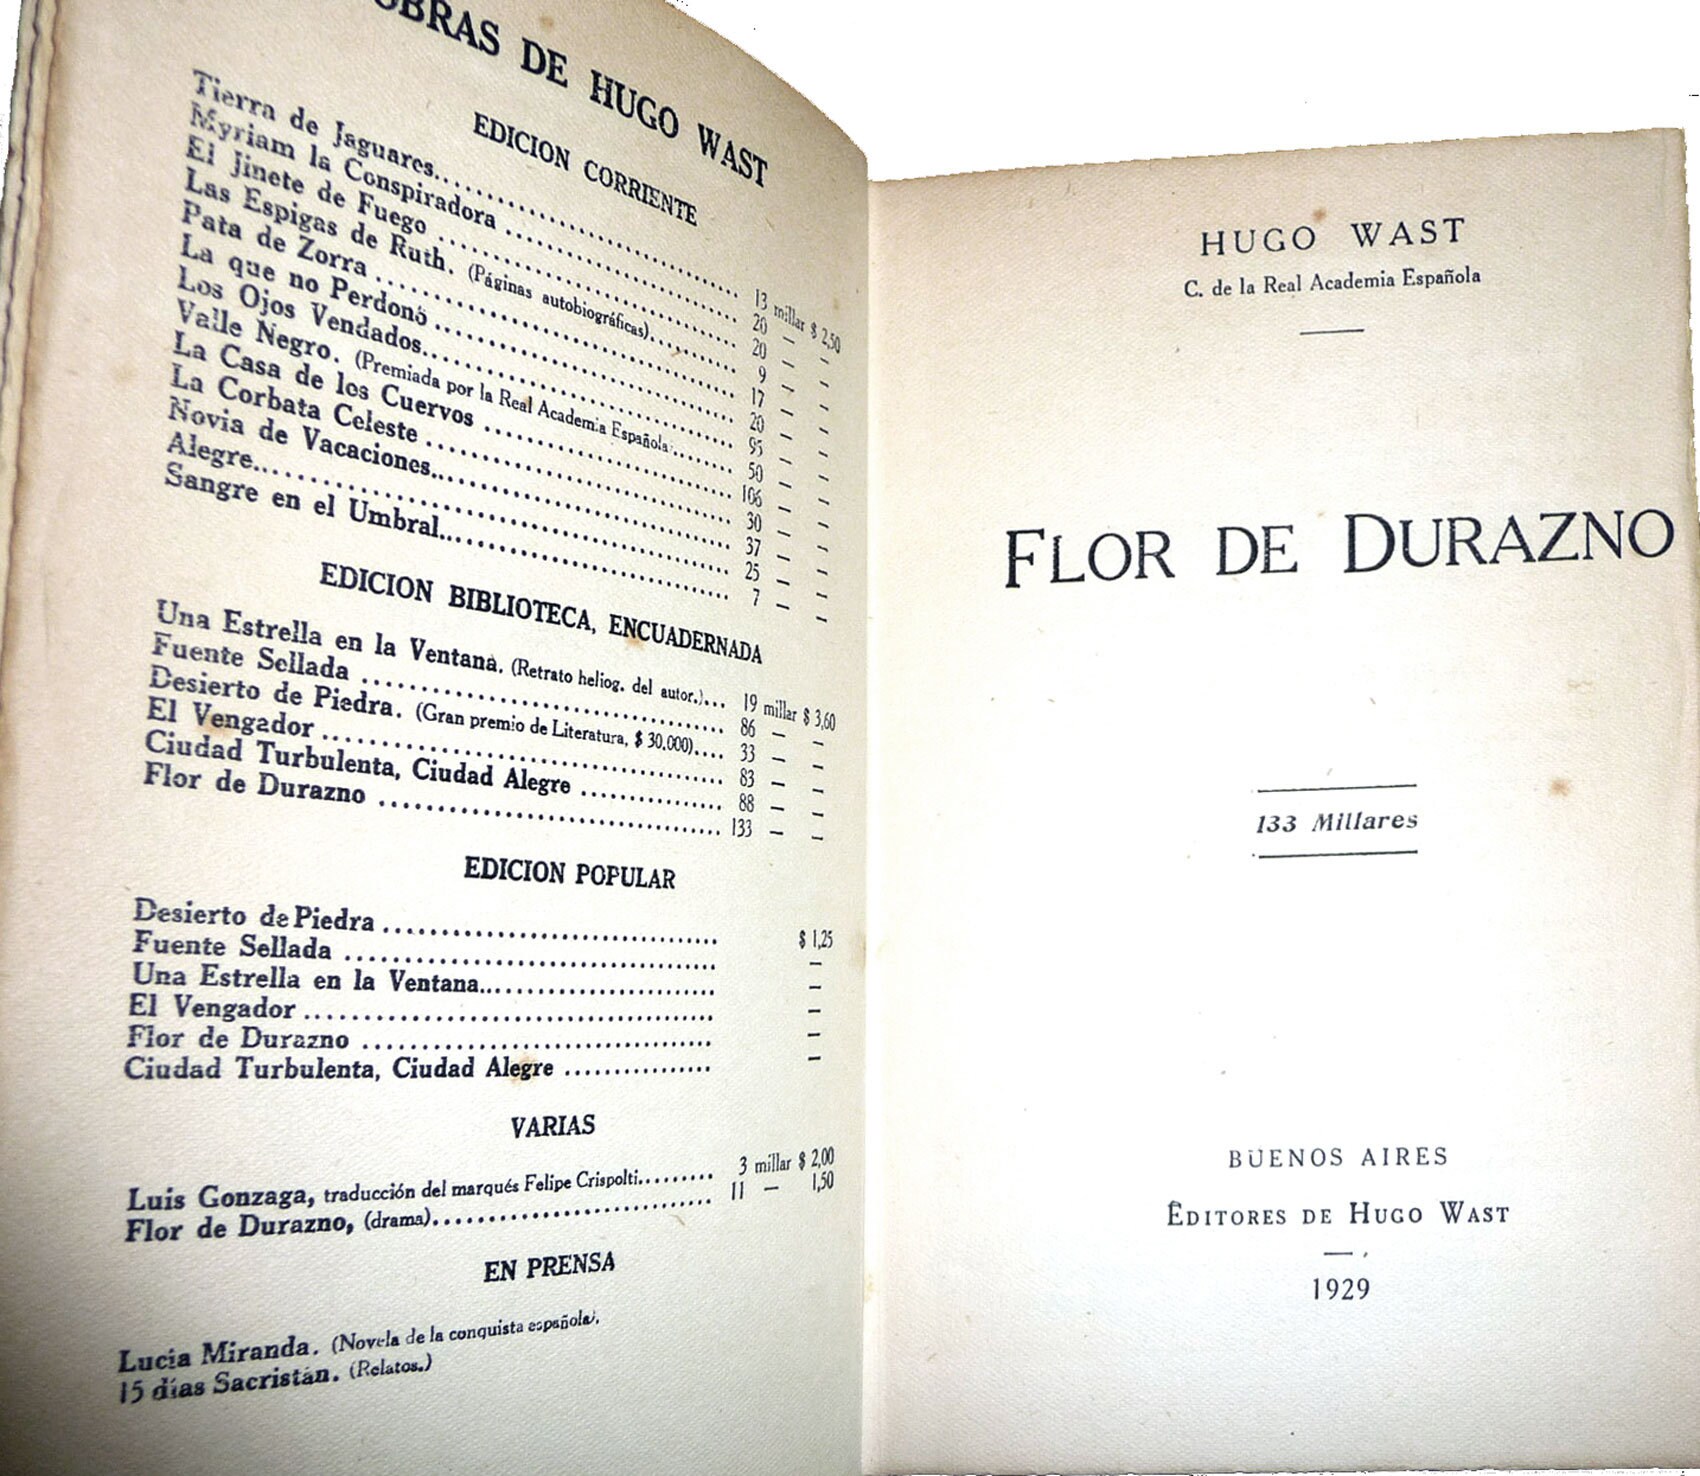 OBRAS DE HUGO WAST
EDICION CORRIENTE
Tierra de Jaguares.......... 13 millar $ 2,50
Myriam la Conspiradora .......... 20 — —
El Jinete de Fuego .......... 20 — —
Las Espigas de Ruth. (Páginas autobiográficas).......... 9 — —
Pata de Zorra .......... 17 — —
La que no Perdonó .......... 20 — —
Los Ojos Vendados.......... 95 — —
Valle Negro. (Premiada por la Real Academia Española).......... 50 — —
La Casa de los Cuervos .......... 106 — —
La Corbata Celeste .......... 30 — —
Novia de Vacaciones.......... 37 — —
Alegre.......... 25 — —
Sangre en el Umbral.......... 7 — —
EDICION BIBLIOTECA, ENCUADERNADA
Una Estrella en la Ventana. (Retrato heliog. del autor.)... 19 millar $ 3,60
Fuente Sellada .......... 86 — —
Desierto de Piedra. (Gran premio de Literatura, $ 30.000).... 33 — —
El Vengador .......... 83 — —
Ciudad Turbulenta, Ciudad Alegre .......... 88 — —
Flor de Durazno .......... 133 — —
EDICION POPULAR
Desierto de Piedra .......... $ 1,25
Fuente Sellada .......... —
Una Estrella en la Ventana.......... —
El Vengador .......... —
Flor de Durazno .......... —
Ciudad Turbulenta, Ciudad Alegre .......... —
VARIAS
Luis Gonzaga, traducción del marqués Felipe Crispolti......... 3 millar $ 2,00
Flor de Durazno, (drama).......... 11 — 1,50
EN PRENSA
Lucia Miranda. (Novela de la conquista española).
15 días Sacristán. (Relatos.)
HUGO WAST
C. de la Real Academia Española
FLOR DE DURAZNO
133 Millares
BUENOS AIRES
EDITORES DE HUGO WAST
1929